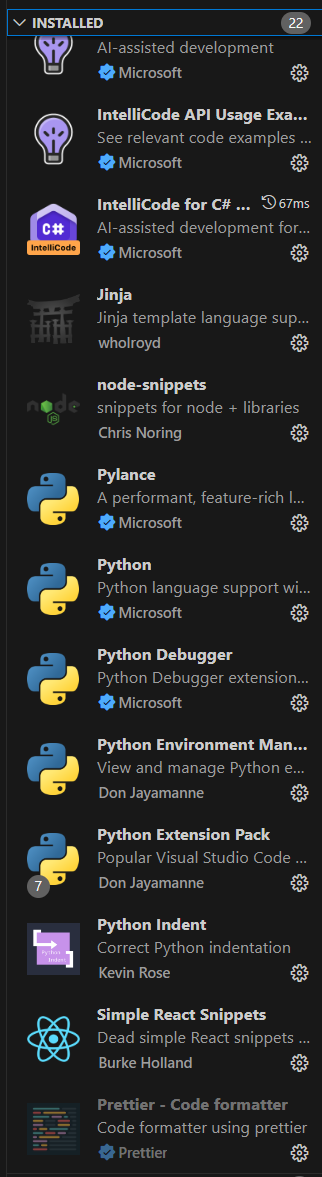 INSTALLED 22
AI-assisted development
Microsoft
IntelliCode API Usage Exa...
See relevant code examples ...
Microsoft
IntelliCode for C# ... 67ms
AI-assisted development for...
Microsoft
C#
IntelliCode
Jinja
Jinja template language sup...
wholroyd
node-snippets
snippets for node + libraries
Chris Noring
node
JS
Pylance
A performant, feature-rich l...
Microsoft
Python
Python language support wi...
Microsoft
Python Debugger
Python Debugger extension...
Microsoft
Python Environment Man...
View and manage Python e...
Don Jayamanne
Python Extension Pack
Popular Visual Studio Code ...
7
Don Jayamanne
Python Indent
Correct Python indentation
Kevin Rose
Python
Indent
Simple React Snippets
Dead simple React snippets ...
Burke Holland
Prettier - Code formatter
Code formatter using prettier
Prettier